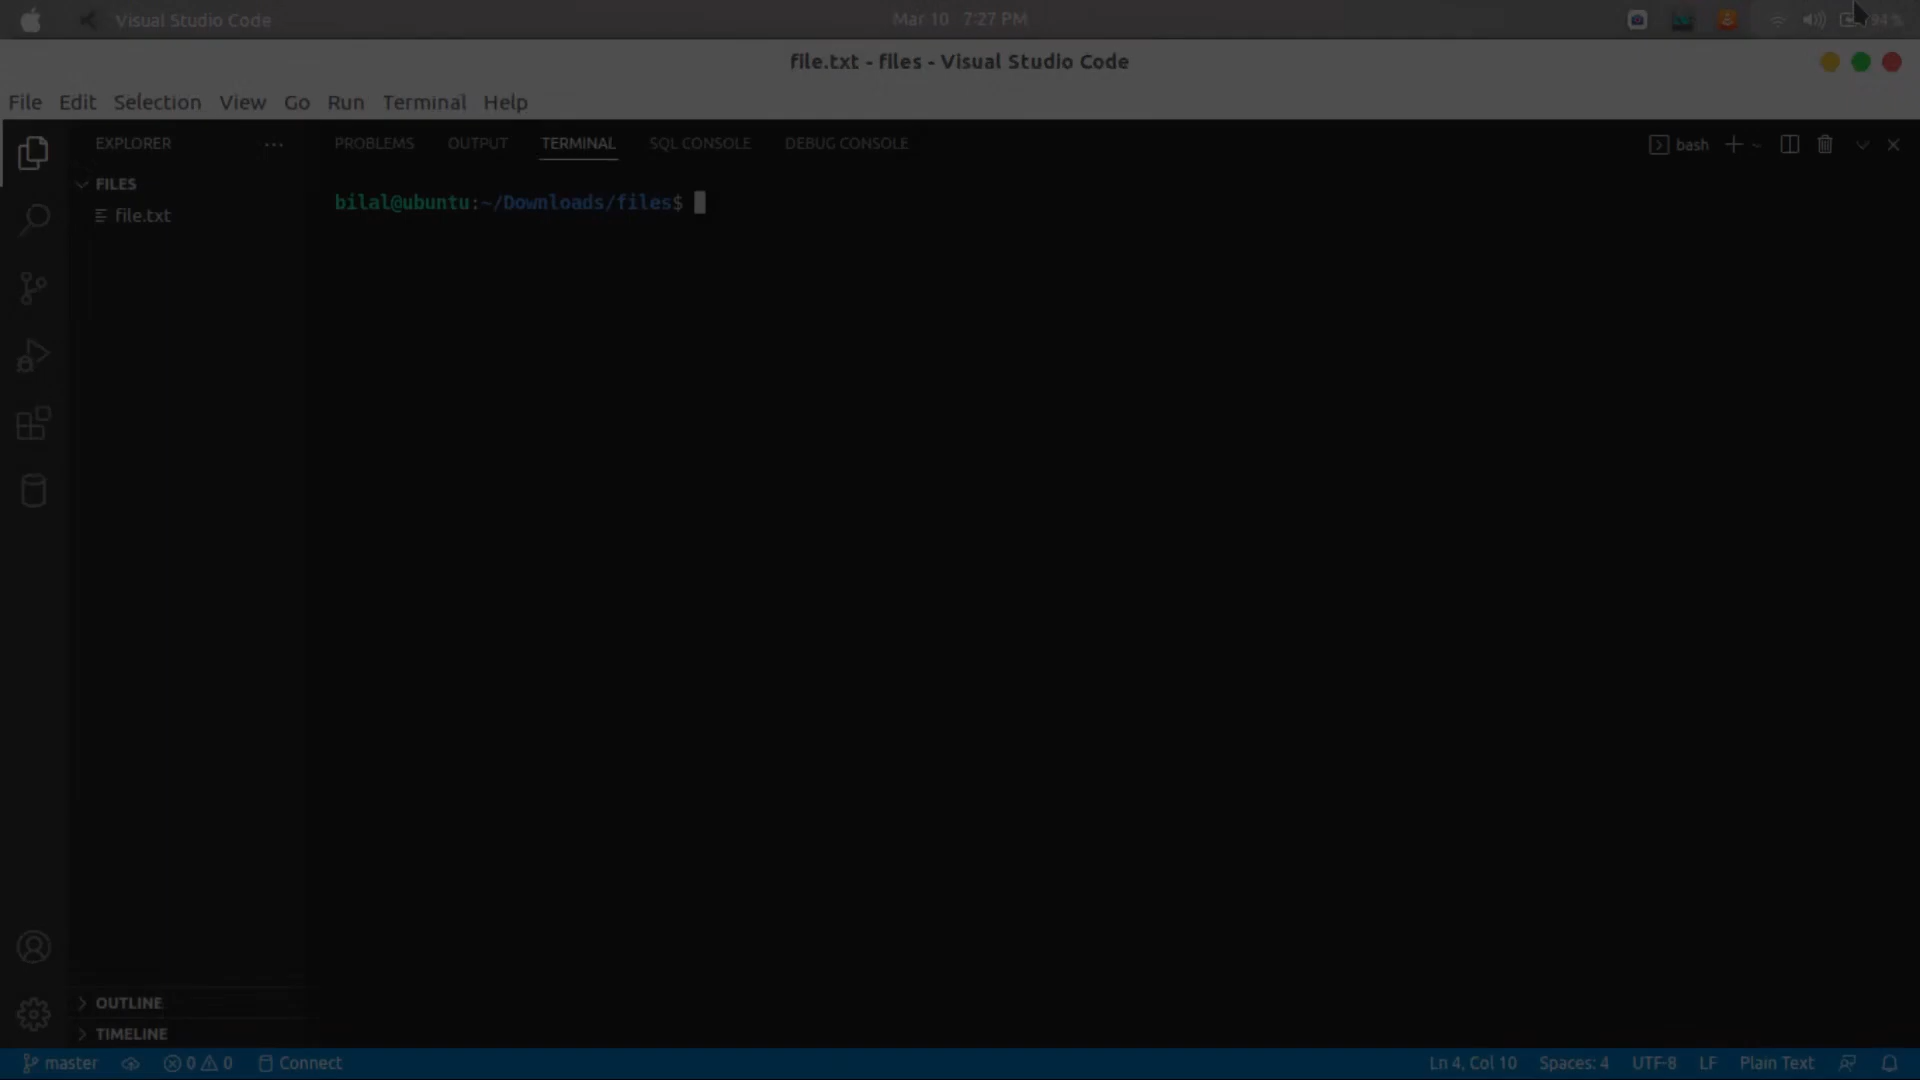 Visual Studio Code
Mar 10 7:27 PM
94 %
file.txt - files - Visual Studio Code
File Edit Selection View Go Run Terminal Help
EXPLORER
PROBLEMS OUTPUT TERMINAL SQL CONSOLE DEBUG CONSOLE
bash
FILES
file.txt
bilal@ubuntu:~/Downloads/files$
OUTLINE
TIMELINE
master 0 0 Connect
Ln 4, Col 10 Spaces: 4 UTF-8 LF Plain Text